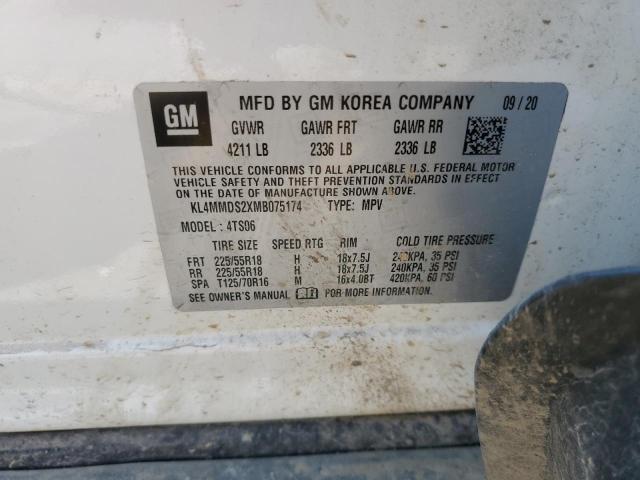 GM MFD BY GM KOREA COMPANY 09/20
GVWR GAWR FRT GAWR RR
4211 LB 2336 LB 2336 LB
THIS VEHICLE CONFORMS TO ALL APPLICABLE U.S. FEDERAL MOTOR
VEHICLE SAFETY AND THEFT PREVENTION STANDARDS IN EFFECT
ON THE DATE OF MANUFACTURE SHOWN ABOVE.
KL4MMDS2XMB075174 TYPE: MPV
MODEL: 4TS06
TIRE SIZE SPEED RTG RIM COLD TIRE PRESSURE
FRT 225/55R18 H 18x7.5J 240KPA, 35 PSI
RR 225/55R18 H 18x7.5J 240KPA, 35 PSI
SPA T125/70R16 M 16x4.0BT 420KPA, 60 PSI
SEE OWNER'S MANUAL FOR MORE INFORMATION.